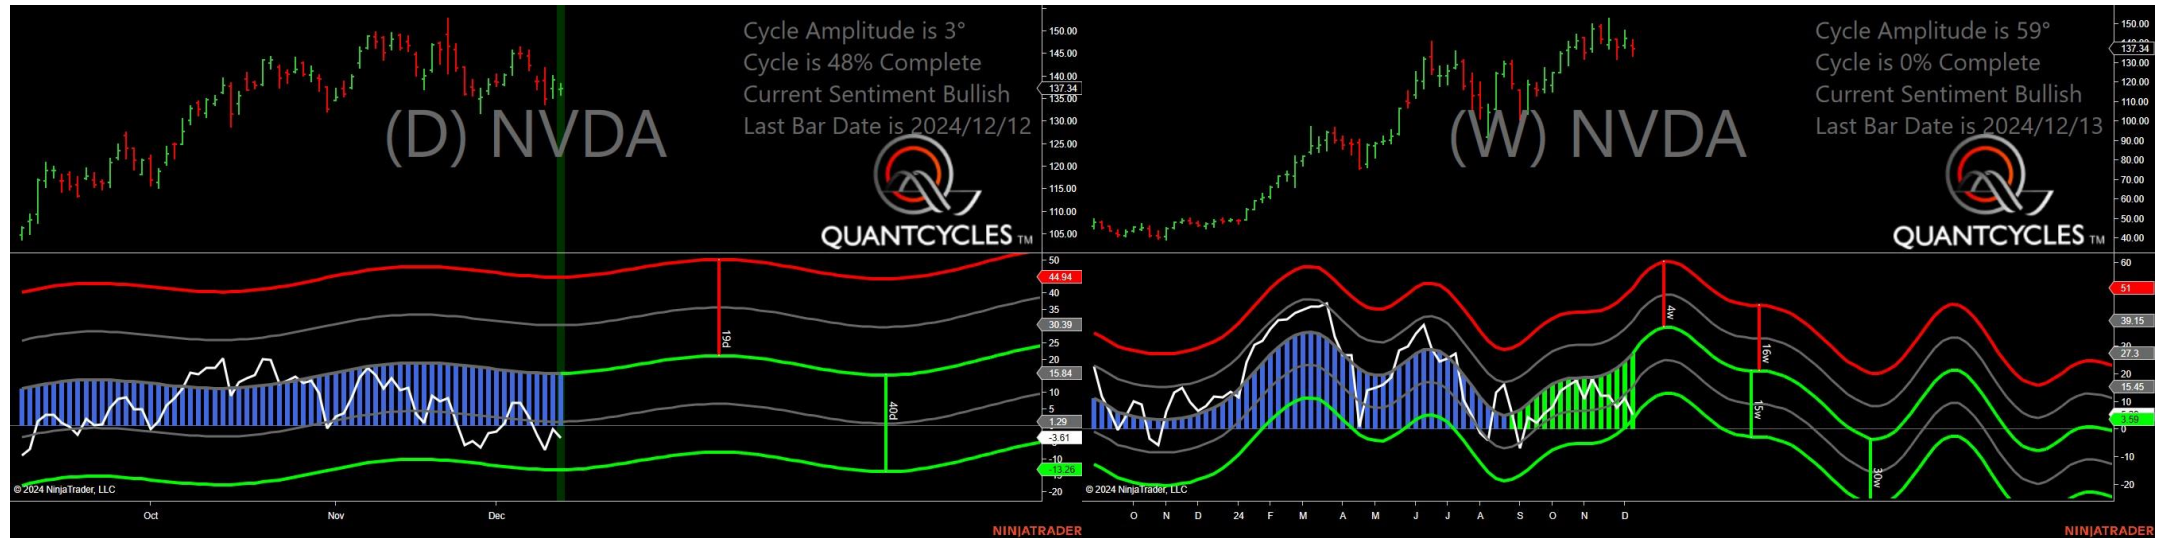 Cycle Amplitude is 3°
Cycle is 48% Complete
Current Sentiment Bullish
Last Bar Date is 2024/12/12
(D) NVDA
QUANTCYCLES TM
150.00
145.00
140.00
137.34
135.00
130.00
125.00
120.00
115.00
110.00
105.00
50
44.94
40
35
30.39
25
20
15.84
10
5
1.29
-3.61
-10
-13.26
-20
19d
40d
© 2024 NinjaTrader, LLC
Oct Nov Dec
NINJATRADER
Cycle Amplitude is 59°
Cycle is 0% Complete
Current Sentiment Bullish
Last Bar Date is 2024/12/13
(W) NVDA
QUANTCYCLES TM
150.00
137.34
130.00
120.00
110.00
100.00
90.00
80.00
70.00
60.00
50.00
40.00
60
51
39.15
27.3
20
15.45
10
3.59
0
-10
-20
4w
16w
15w
30w
© 2024 NinjaTrader, LLC
O N D 24 F M A M J J A S O N D
NINJATRADER